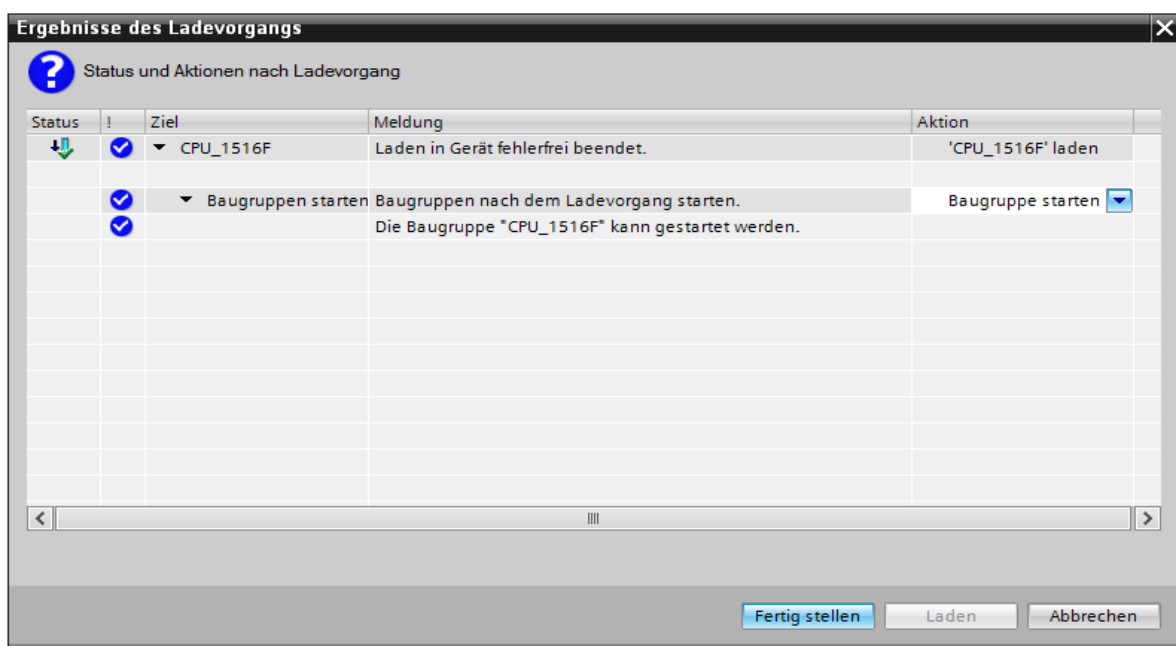 Ergebnisse des Ladevorgangs
Status und Aktionen nach Ladevorgang
Status ! Ziel Meldung Aktion
CPU_1516F Laden in Gerät fehlerfrei beendet. 'CPU_1516F' laden
Baugruppen starten Baugruppen nach dem Ladevorgang starten. Baugruppe starten
Die Baugruppe "CPU_1516F" kann gestartet werden.
Fertig stellen Laden Abbrechen